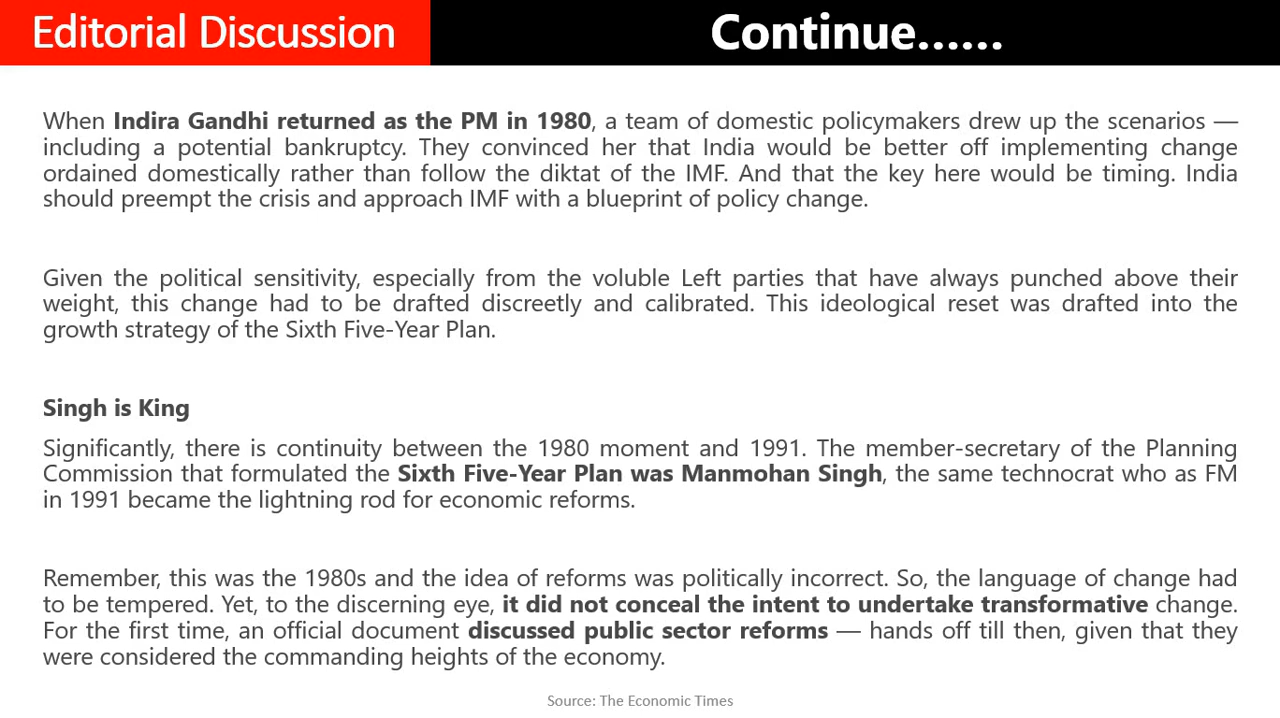 Editorial Discussion
Continue......
When Indira Gandhi returned as the PM in 1980, a team of domestic policymakers drew up the scenarios —
including a potential bankruptcy. They convinced her that India would be better off implementing change
ordained domestically rather than follow the diktat of the IMF. And that the key here would be timing. India
should preempt the crisis and approach IMF with a blueprint of policy change.
Given the political sensitivity, especially from the voluble Left parties that have always punched above their
weight, this change had to be drafted discreetly and calibrated. This ideological reset was drafted into the
growth strategy of the Sixth Five-Year Plan.
Singh is King
Significantly, there is continuity between the 1980 moment and 1991. The member-secretary of the Planning
Commission that formulated the Sixth Five-Year Plan was Manmohan Singh, the same technocrat who as FM
in 1991 became the lightning rod for economic reforms.
Remember, this was the 1980s and the idea of reforms was politically incorrect. So, the language of change had
to be tempered. Yet, to the discerning eye, it did not conceal the intent to undertake transformative change.
For the first time, an official document discussed public sector reforms — hands off till then, given that they
were considered the commanding heights of the economy.
Source: The Economic Times